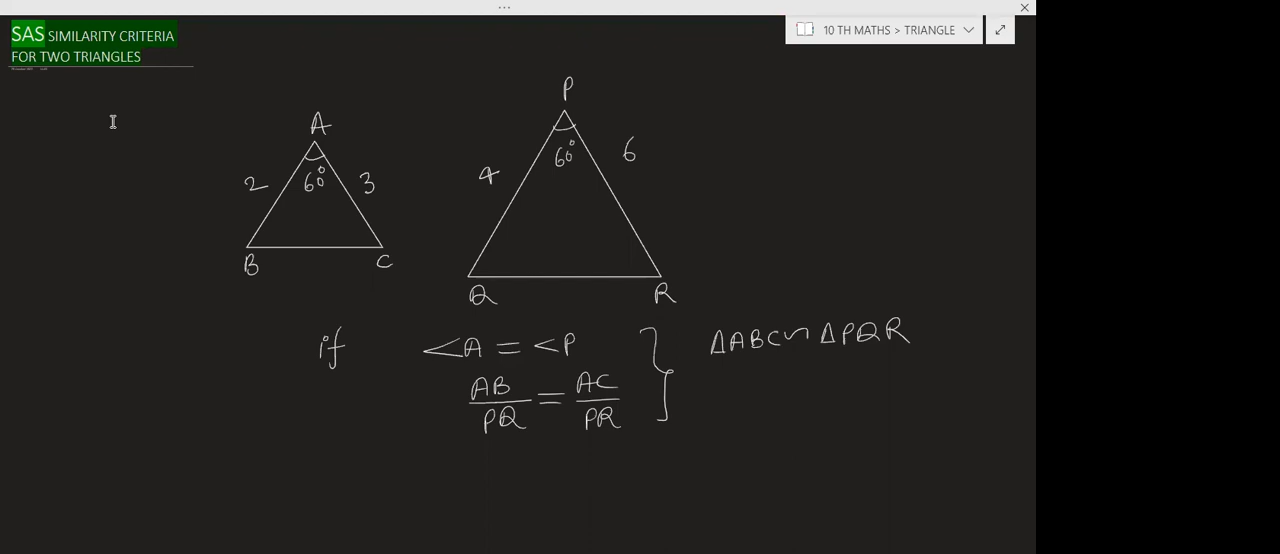 SAS SIMILARITY CRITERIA
FOR TWO TRIANGLES
10 TH MATHS > TRIANGLE
P
A
60°
6
4
2
60°
3
B
C
Q
R
if ∠A = ∠P
AB/PQ = AC/PR
ΔABC ∽ ΔPQR